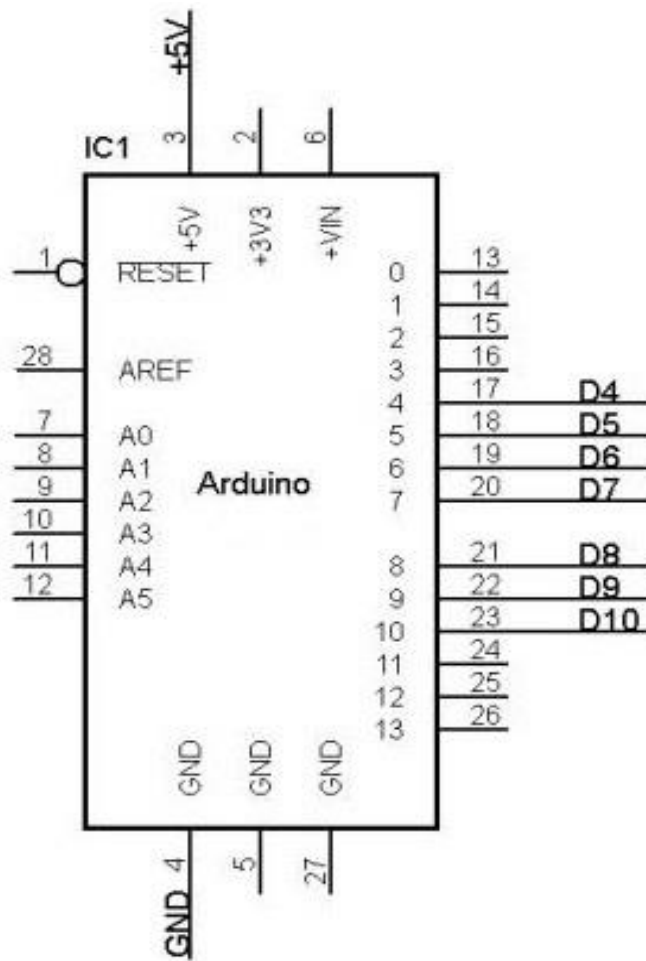 +5V
3 2 6
IC1
+5V +3V3 +VIN
1 RESET 0 13
1 14
2 15
28 AREF 3 16
4 17 D4
7 A0 5 18 D5
8 A1 6 19 D6
9 A2 Arduino 7 20 D7
10 A3
11 A4 8 21 D8
12 A5 9 22 D9
10 23 D10
11 24
12 25
13 26
GND GND GND
4 5 27
GND